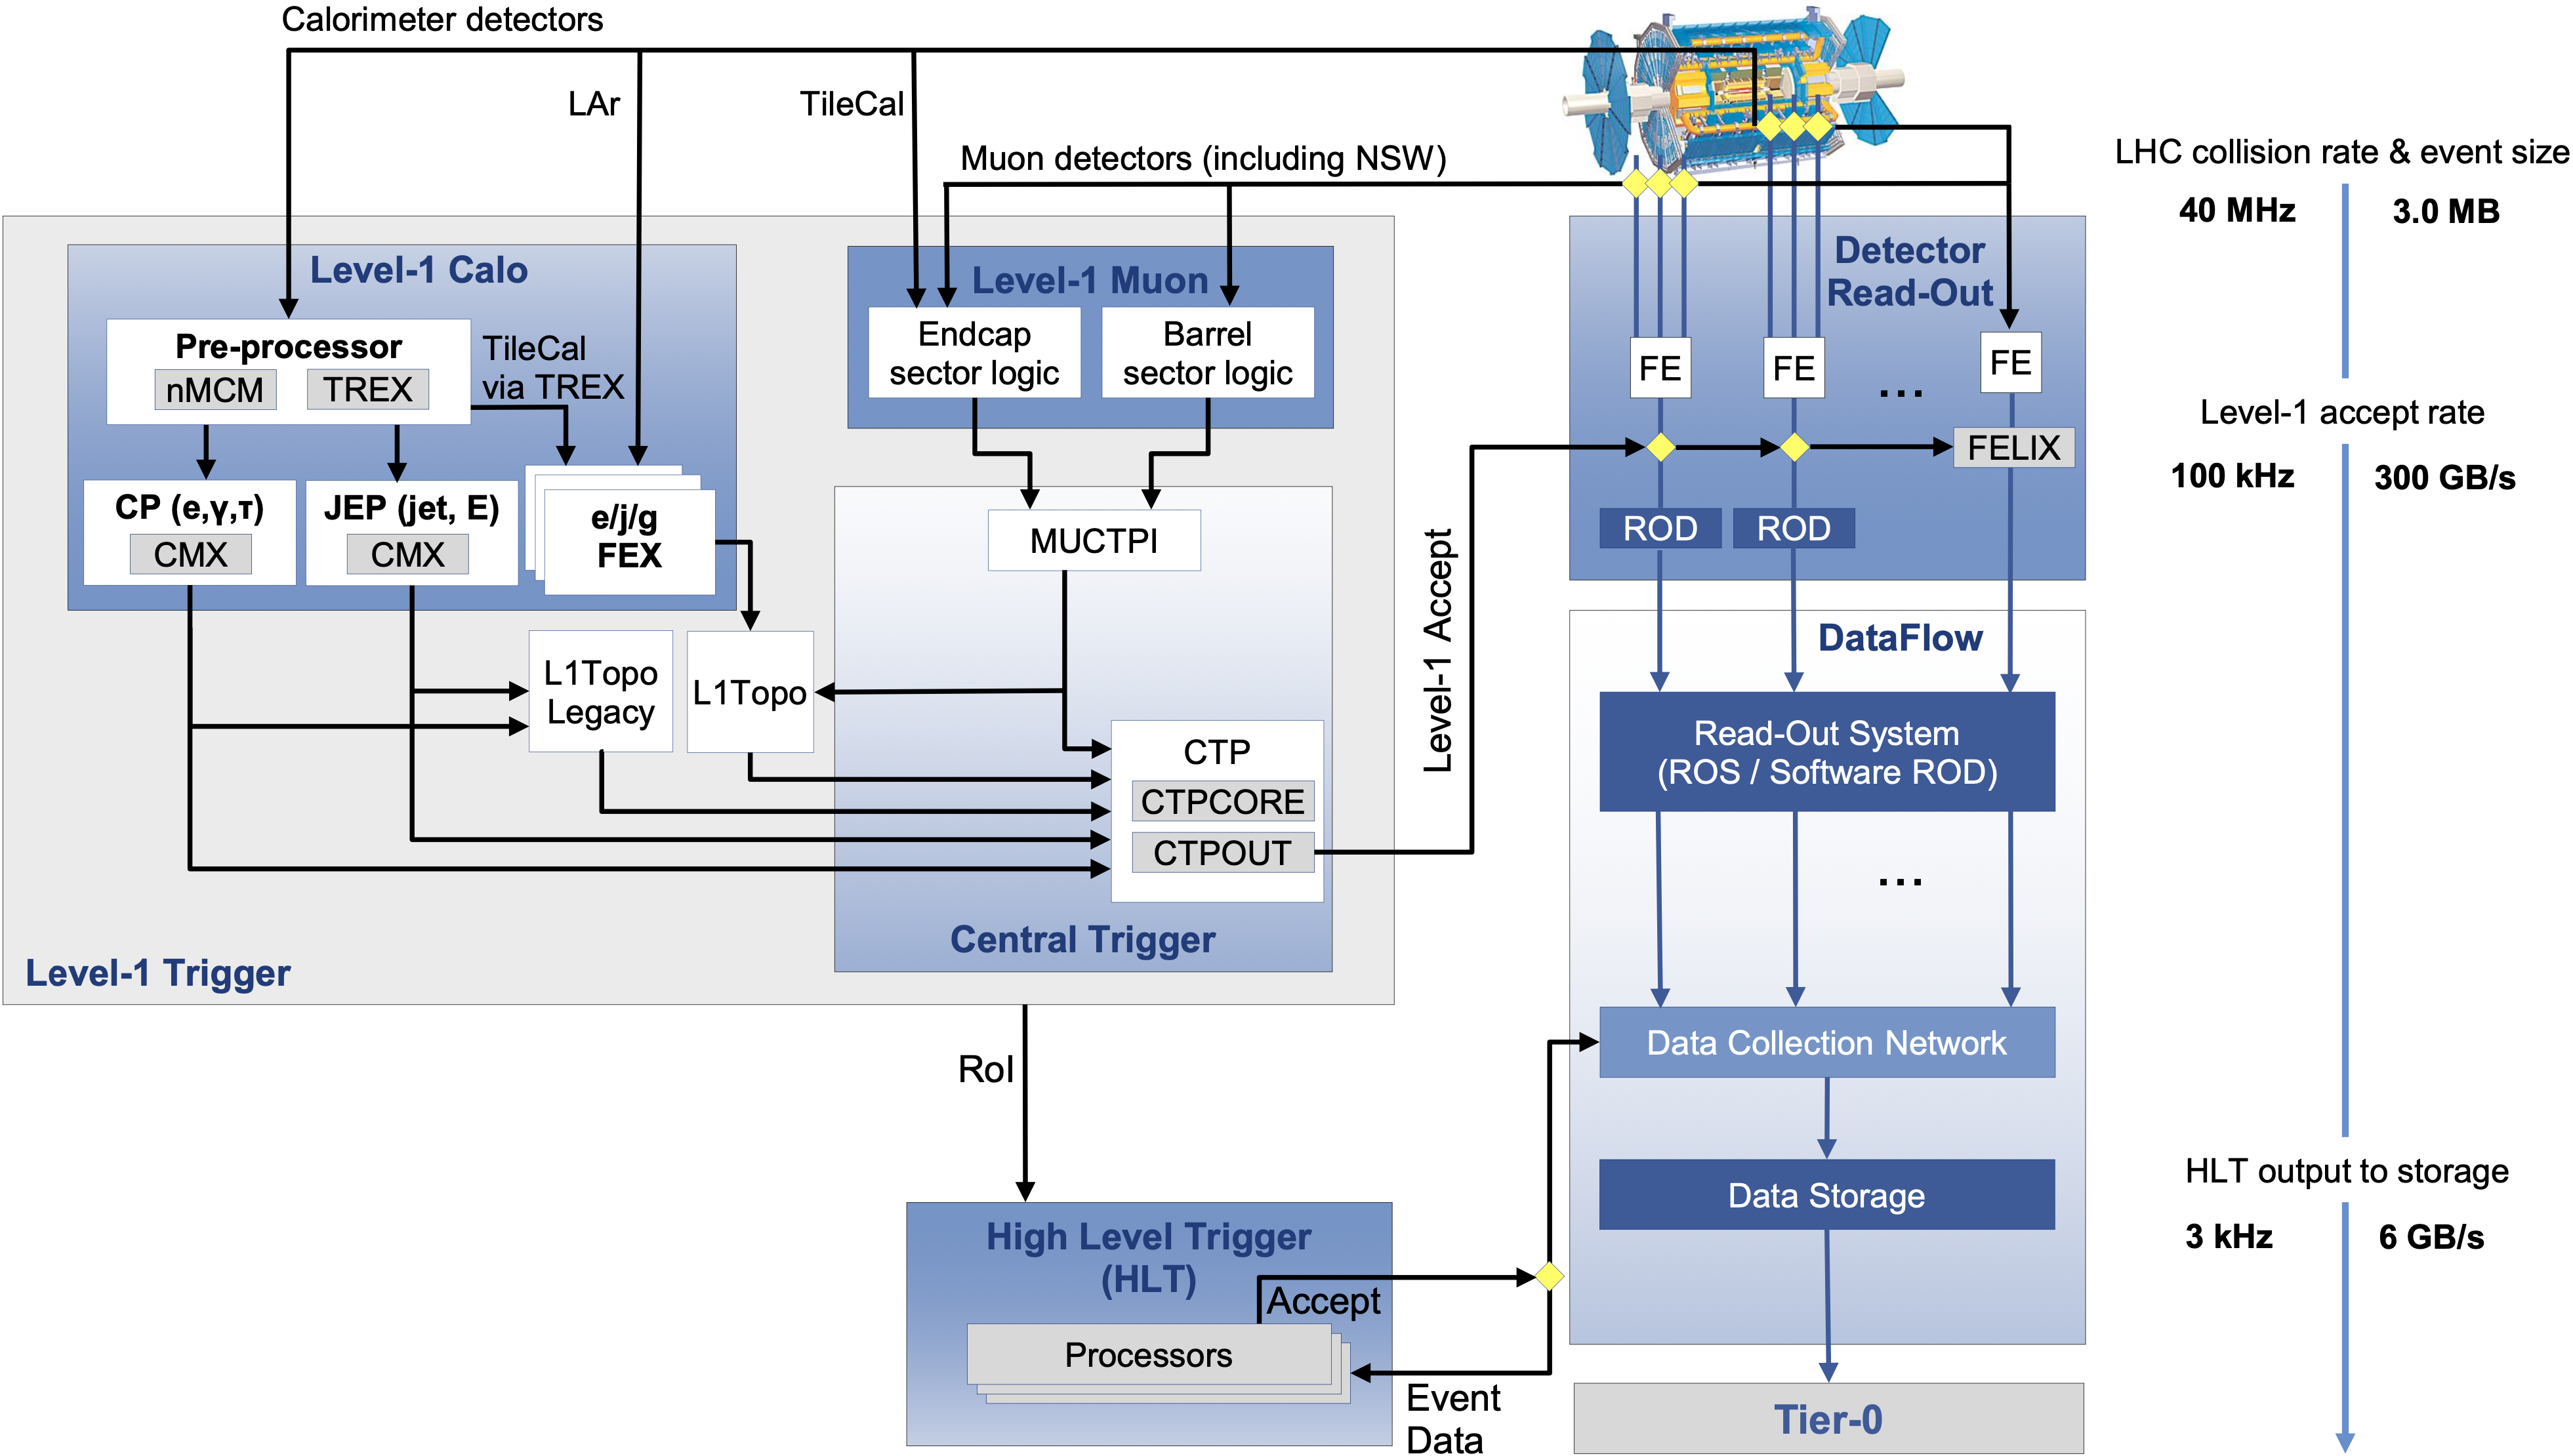 Calorimeter detectors
LAr
TileCal
Muon detectors (including NSW)
LHC collision rate & event size
40 MHz
3.0 MB
Level-1 Calo
Pre-processor
nMCM
TREX
TileCal
via TREX
CP (e,γ,τ)
CMX
JEP (jet, E)
CMX
e/j/g
FEX
Level-1 Muon
Endcap
sector logic
Barrel
sector logic
MUCTPI
L1Topo
Legacy
L1Topo
CTP
CTPCORE
CTPOUT
Central Trigger
Level-1 Trigger
Level-1 Accept
Detector
Read-Out
FE
FE
...
FE
FELIX
ROD
ROD
Level-1 accept rate
100 kHz
300 GB/s
DataFlow
Read-Out System
(ROS / Software ROD)
...
Data Collection Network
Data Storage
Tier-0
RoI
High Level Trigger
(HLT)
Accept
Processors
Event
Data
HLT output to storage
3 kHz
6 GB/s